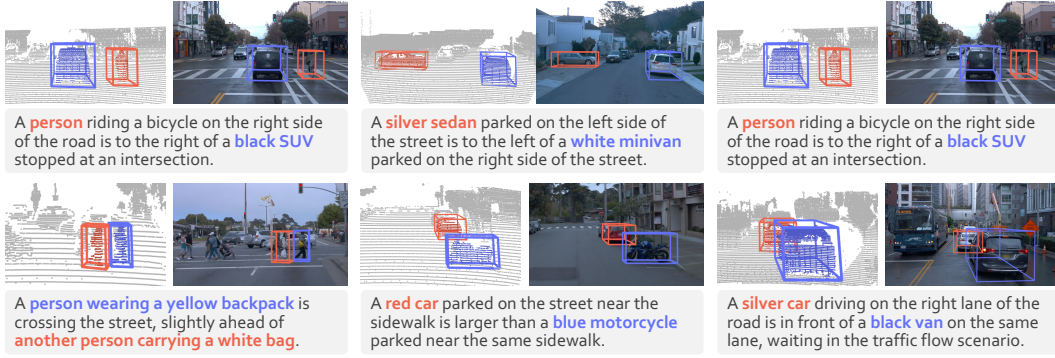 A person riding a bicycle on the right side
of the road is to the right of a black SUV
stopped at an intersection.
A silver sedan parked on the left side of
the street is to the left of a white minivan
parked on the right side of the street.
A person riding a bicycle on the right side
of the road is to the right of a black SUV
stopped at an intersection.
A person wearing a yellow backpack is
crossing the street, slightly ahead of
another person carrying a white bag.
A red car parked on the street near the
sidewalk is larger than a blue motorcycle
parked near the same sidewalk.
A silver car driving on the right lane of the
road is in front of a black van on the same
lane, waiting in the traffic flow scenario.